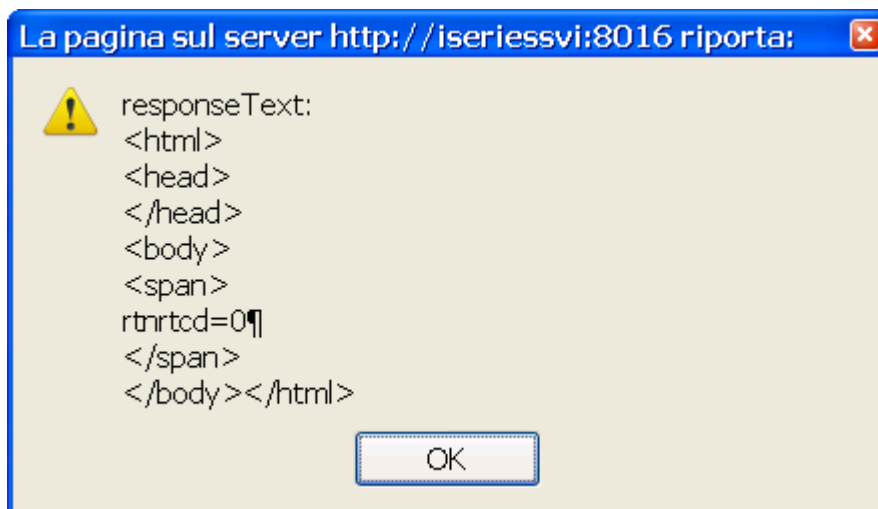 La pagina sul server http://iseriessvi:8016 riporta:
responseText:
<html>
<head>
</head>
<body>
<span>
rtnrtcd=0¶
</span>
</body></html>
OK